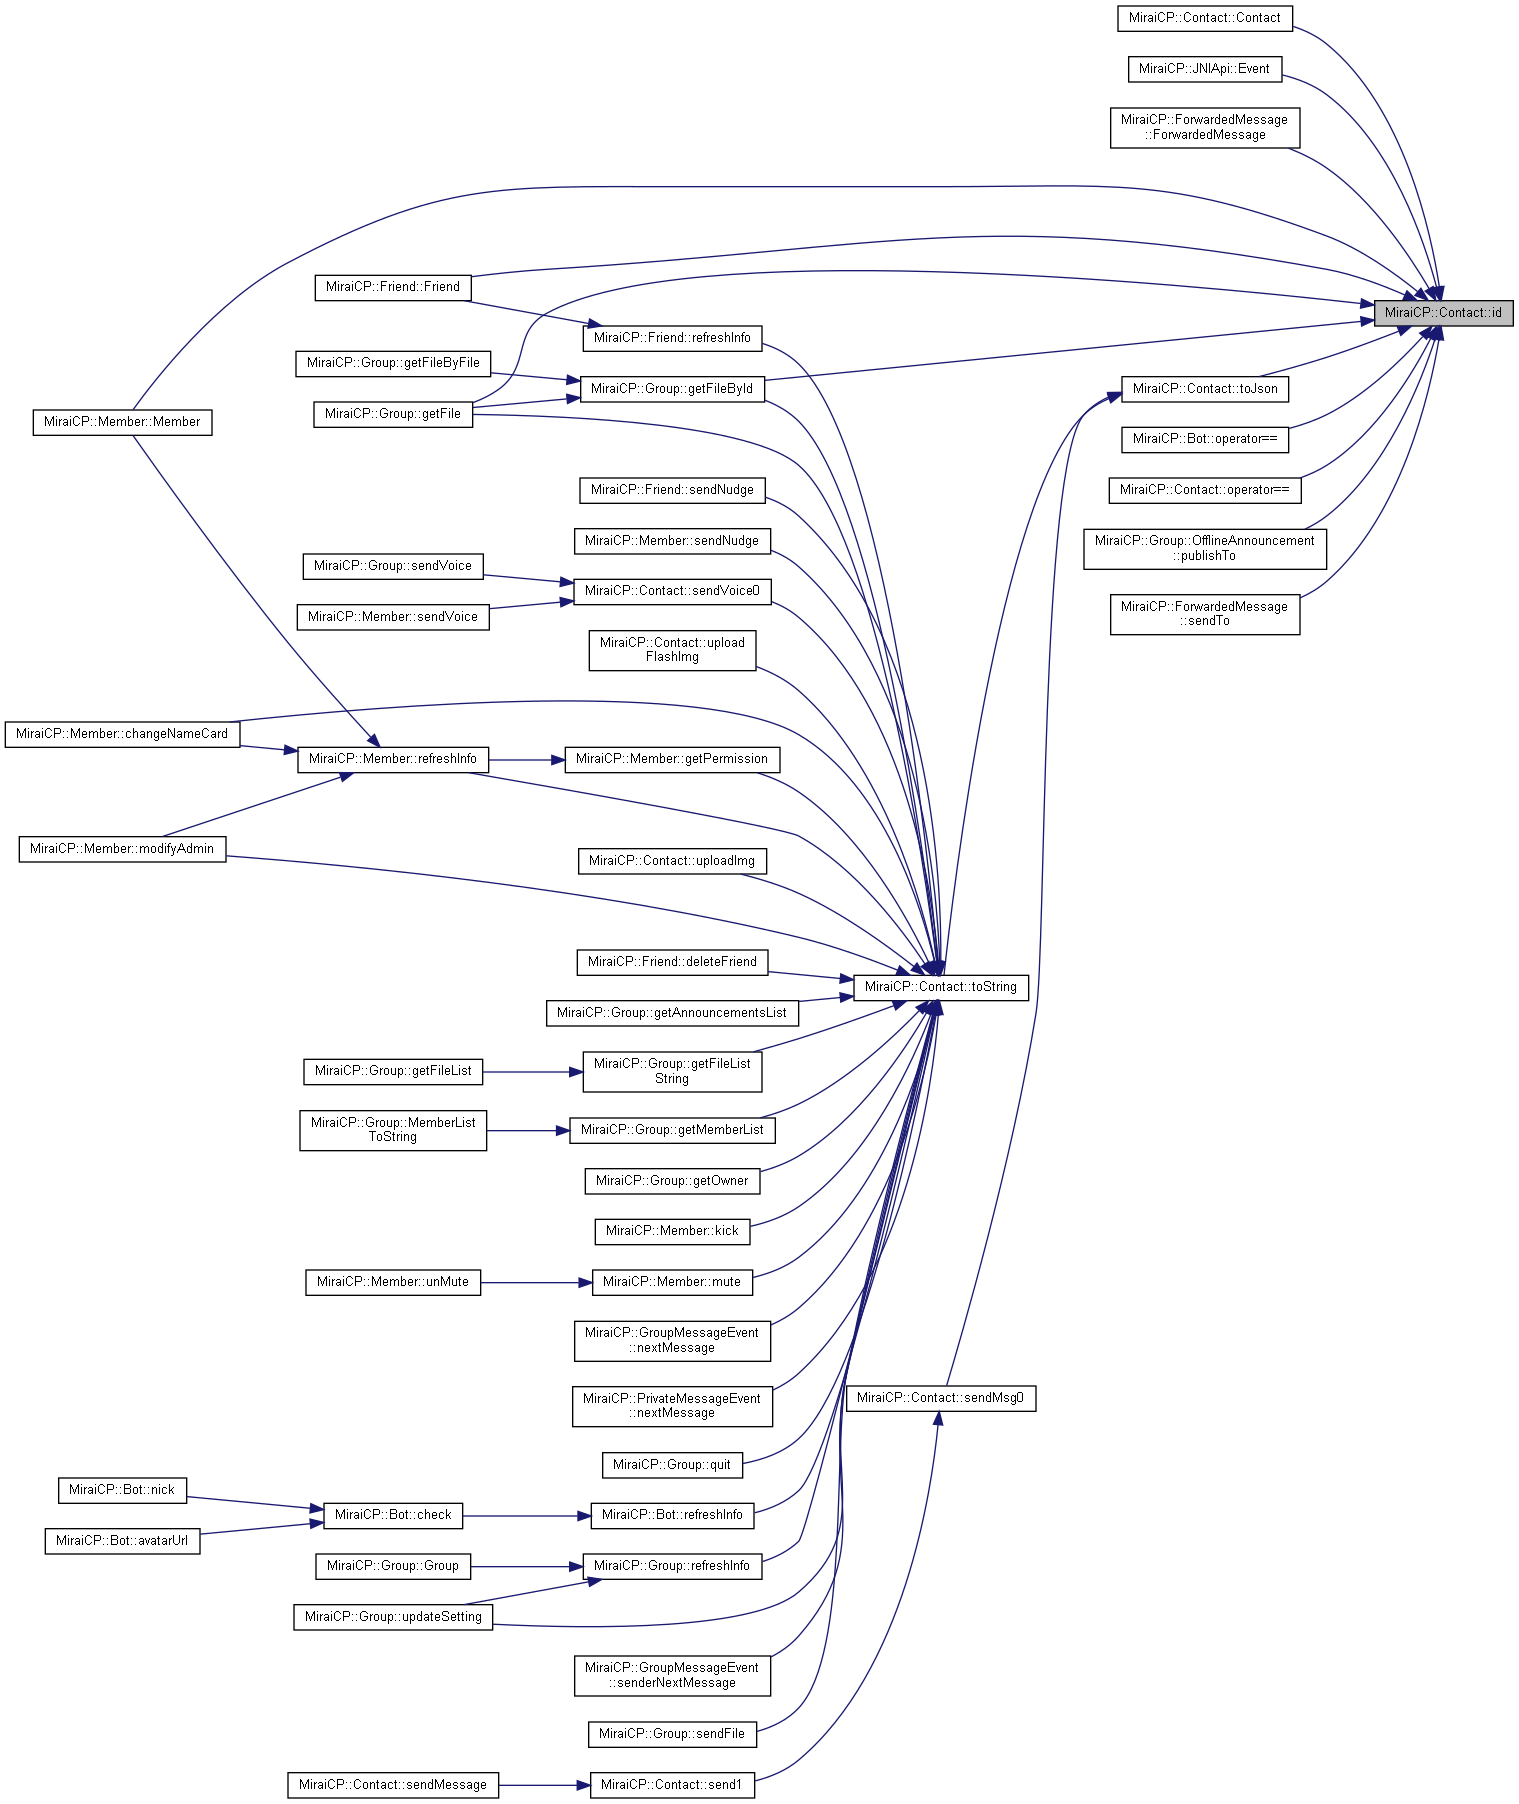 MiraiCP::Contact::Contact
MiraiCP::JNIApi::Event
MiraiCP::ForwardedMessage
::ForwardedMessage
MiraiCP::Friend::Friend
MiraiCP::Contact::id
MiraiCP::Friend::refreshInfo
MiraiCP::Group::getFileByFile
MiraiCP::Group::getFileById
MiraiCP::Contact::toJson
MiraiCP::Group::getFile
MiraiCP::Member::Member
MiraiCP::Bot::operator==
MiraiCP::Friend::sendNudge
MiraiCP::Contact::operator==
MiraiCP::Member::sendNudge
MiraiCP::Group::OfflineAnnouncement
::publishTo
MiraiCP::Group::sendVoice
MiraiCP::Contact::sendVoice0
MiraiCP::Member::sendVoice
MiraiCP::ForwardedMessage
::sendTo
MiraiCP::Contact::upload
FlashImg
MiraiCP::Member::changeNameCard
MiraiCP::Member::refreshInfo
MiraiCP::Member::getPermission
MiraiCP::Member::modifyAdmin
MiraiCP::Contact::uploadImg
MiraiCP::Friend::deleteFriend
MiraiCP::Contact::toString
MiraiCP::Group::getAnnouncementsList
MiraiCP::Group::getFileList
MiraiCP::Group::getFileList
String
MiraiCP::Group::MemberList
ToString
MiraiCP::Group::getMemberList
MiraiCP::Group::getOwner
MiraiCP::Member::kick
MiraiCP::Member::unMute
MiraiCP::Member::mute
MiraiCP::GroupMessageEvent
::nextMessage
MiraiCP::PrivateMessageEvent
::nextMessage
MiraiCP::Contact::sendMsg0
MiraiCP::Group::quit
MiraiCP::Bot::nick
MiraiCP::Bot::check
MiraiCP::Bot::refreshInfo
MiraiCP::Bot::avatarUrl
MiraiCP::Group::Group
MiraiCP::Group::refreshInfo
MiraiCP::Group::updateSetting
MiraiCP::GroupMessageEvent
::senderNextMessage
MiraiCP::Group::sendFile
MiraiCP::Contact::sendMessage
MiraiCP::Contact::send1